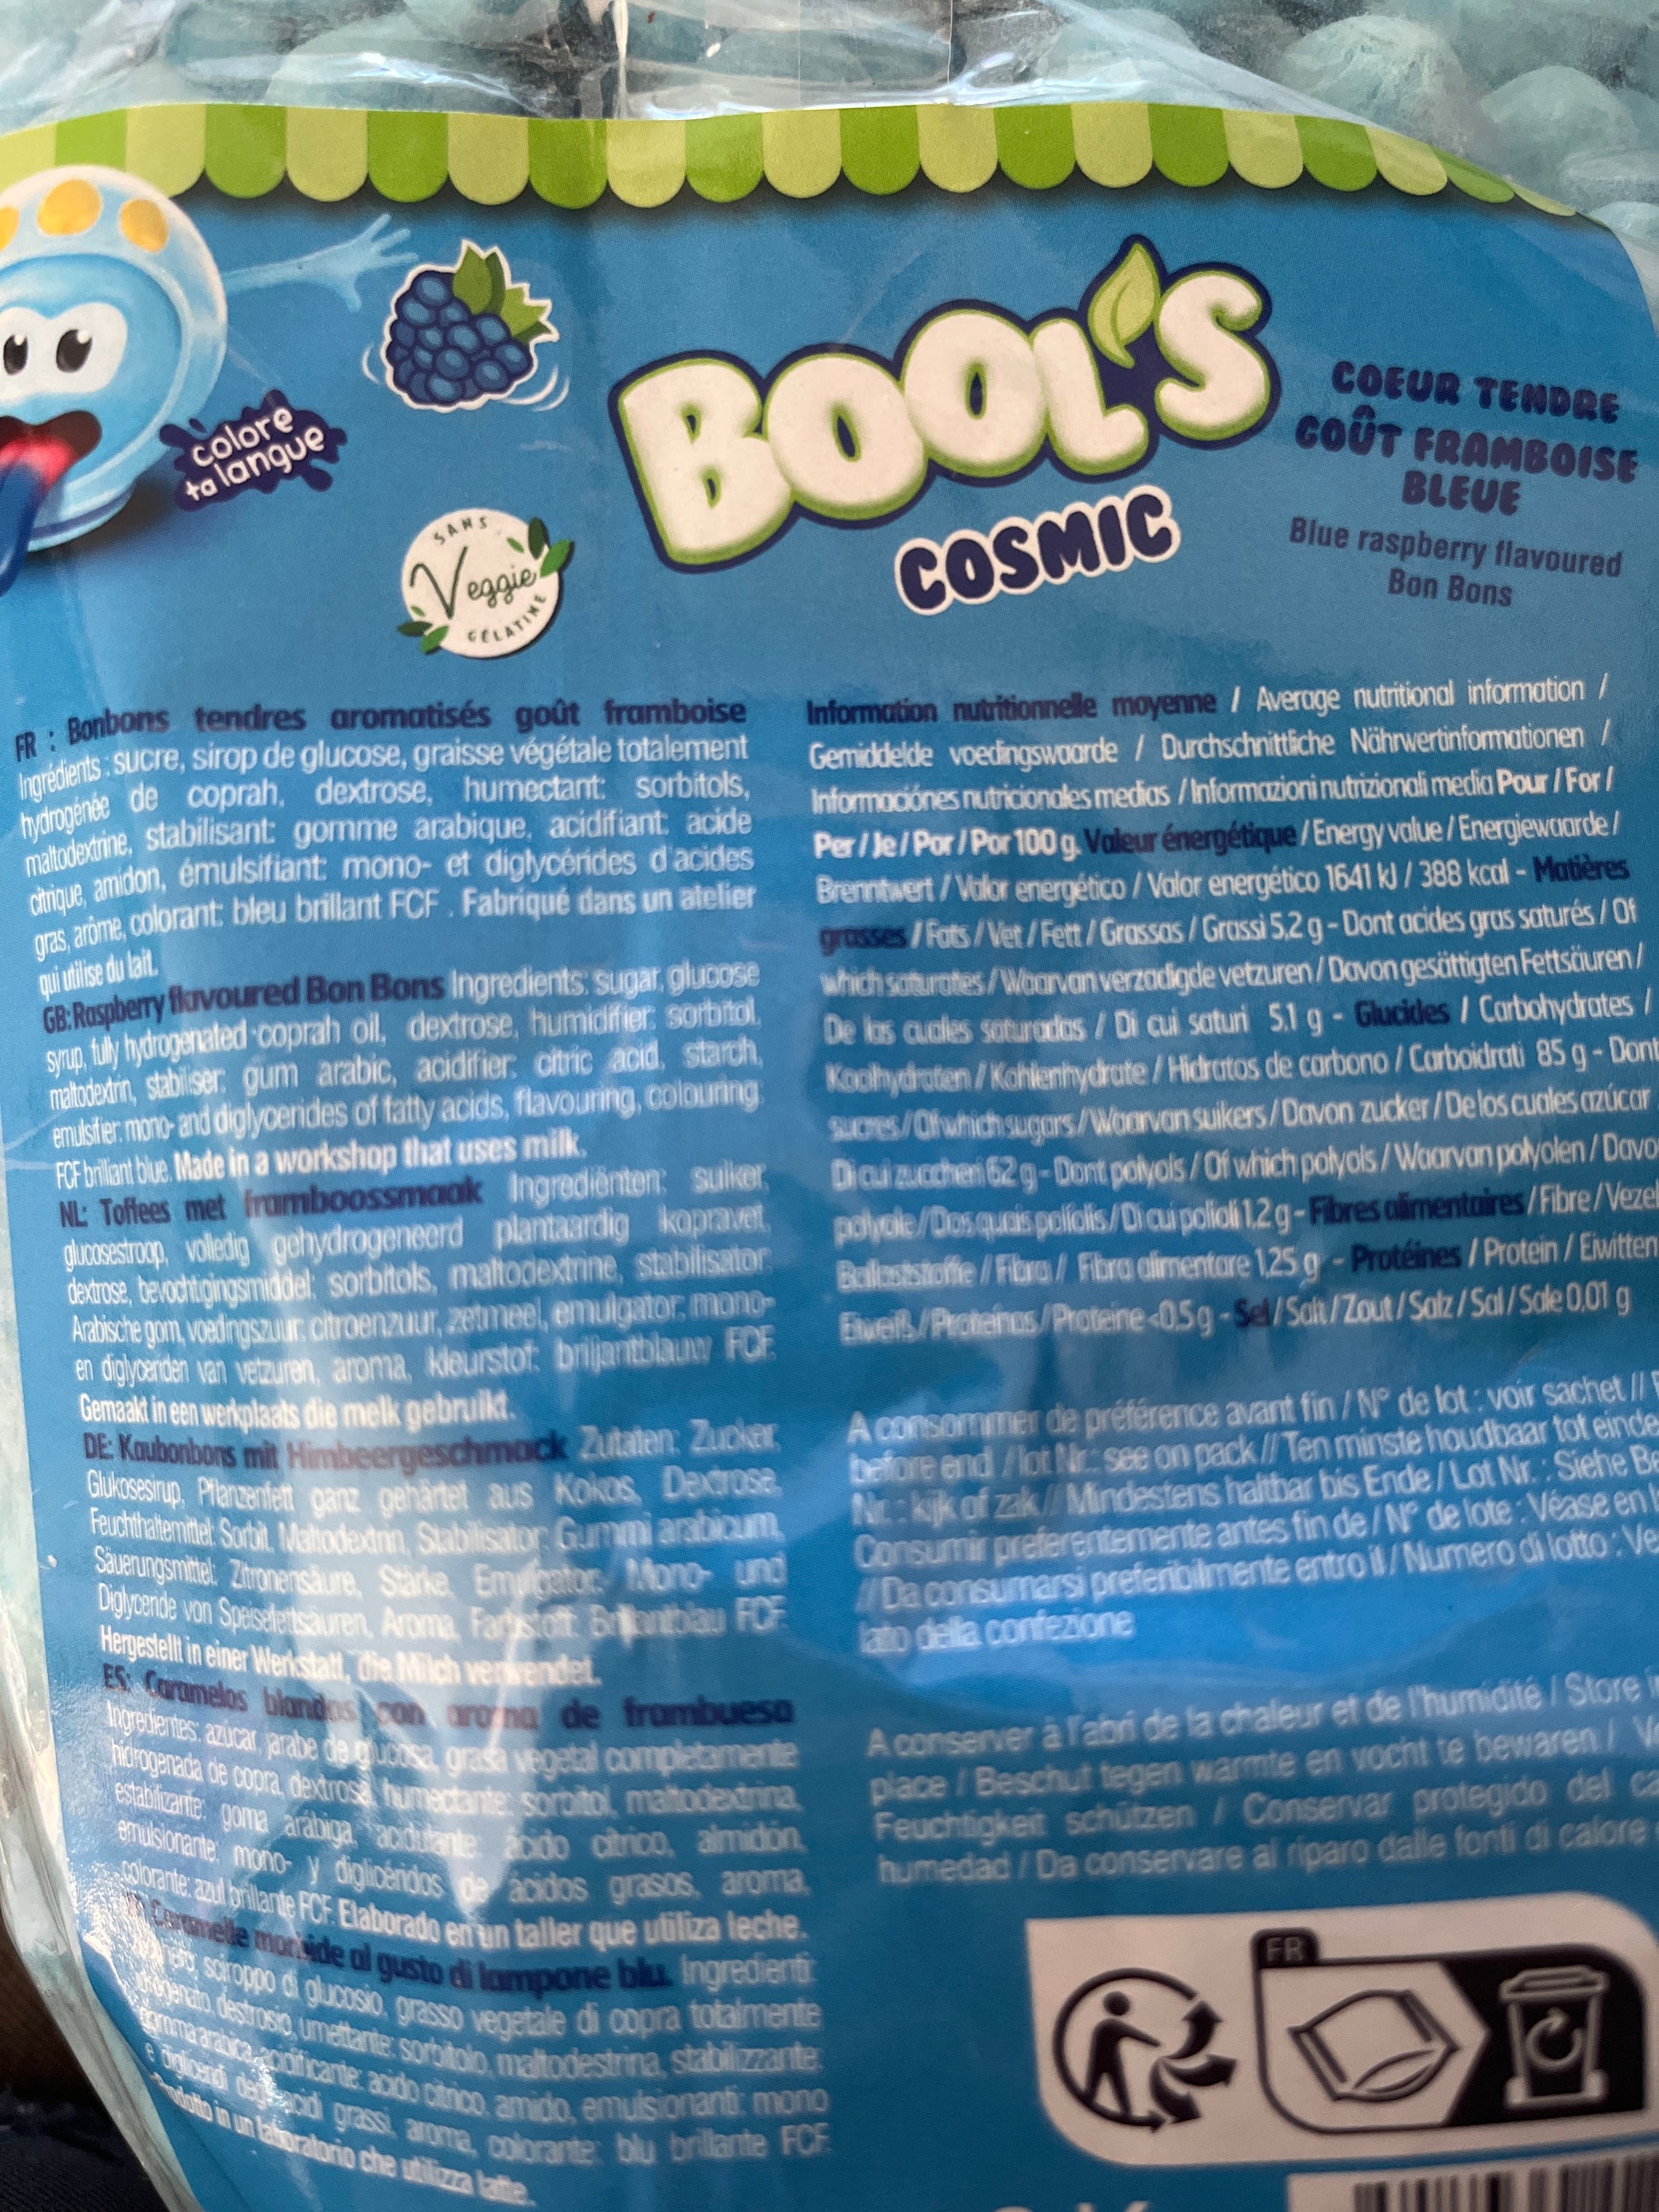 colore
ta langue
SANS
Veggie
GÉLATINE
BOOL'S
COSMIC
COEUR TENDRE
GOÛT FRAMBOISE
BLEUE
Blue raspberry flavoured
Bon Bons
FR : Bonbons tendres aromatisés goût framboise
Ingrédients : sucre, sirop de glucose, graisse végétale totalement
hydrogénée de coprah, dextrose, humectant: sorbitols,
maltodextrine, stabilisant: gomme arabique, acidifiant: acide
citrique, amidon, émulsifiant: mono- et diglycérides d'acides
gras, arôme, colorant: bleu brillant FCF . Fabriqué dans un atelier
qui utilise du lait.
GB: Raspberry flavoured Bon Bons Ingredients: sugar, glucose
syrup, fully hydrogenated coprah oil, dextrose, humidifier: sorbitol,
maltodextrin, stabiliser: gum arabic, acidifier: citric acid, starch,
emulsifier: mono- and diglycerides of fatty acids, flavouring, colouring:
FCF brilliant blue. Made in a workshop that uses milk.
NL: Toffees met framboossmaak Ingrediënten: suiker,
glucosestroop, volledig gehydrogeneerd plantaardig kopravet,
dextrose, bevochtigingsmiddel: sorbitols, maltodextrine, stabilisator:
Arabische gom, voedingszuur: citroenzuur, zetmeel, emulgator: mono-
en diglyceriden van vetzuren, aroma, kleurstof: briljantblauw FCF.
Gemaakt in een werkplaats die melk gebruikt.
DE: Kaubonbons mit Himbeergeschmack Zutaten: Zucker,
Glukosesirup, Pflanzenfett ganz gehärtet aus Kokos, Dextrose,
Feuchthaltemittel: Sorbit, Maltodextrin, Stabilisator: Gummi arabicum,
Säuerungsmittel: Zitronensäure, Stärke, Emulgator: Mono- und
Diglyceride von Speisefettsäuren, Aroma, Farbstoff: Brillantblau FCF.
Hergestellt in einer Werkstatt, die Milch verwendet.
ES: Caramelos blandos con aroma de frambuesa
Ingredientes: azúcar, jarabe de glucosa, grasa vegetal completamente
hidrogenada de copra, dextrosa, humectante: sorbitol, maltodextrina,
estabilizante: goma arábiga, acidulante: ácido cítrico, almidón,
emulsionante: mono- y diglicéridos de ácidos grasos, aroma,
colorante: azul brillante FCF. Elaborado en un taller que utiliza leche.
Caramelle morbide al gusto di lampone blu. Ingredienti:
sciroppo di glucosio, grasso vegetale di copra totalmente
idrogenato, destrosio, umettante: sorbitolo, maltodestrina, stabilizzante:
gomma arabica, acidificante: acido citrico, amido, emulsionanti: mono
e digliceridi degli acidi grassi, aroma, colorante: blu brillante FCF.
Prodotto in un laboratorio che utilizza latte.
Information nutritionnelle moyenne / Average nutritional information /
Gemiddelde voedingswaarde / Durchschnittliche Nährwertinformationen /
Informaciónes nutricionales medias / Informazioni nutrizionali media Pour / For /
Per / Je / Por / Por 100 g. Valeur énergétique / Energy value / Energiewaarde /
Brenntwert / Valor energético / Valor energético 1641 kJ / 388 kcal - Matières
grasses / Fats / Vet / Fett / Grassas / Grassi 5,2 g - Dont acides gras saturés / Of
which saturates / Waarvan verzadigde vetzuren / Davon gesättigten Fettsäuren /
De las cuales saturadas / Di cui saturi 5,1 g - Glucides / Carbohydrates /
Koolhydraten / Kohlenhydrate / Hidratos de carbono / Carboidrati 85 g - Dont
sucres / Of which sugars / Waarvan suikers / Davon zucker / De los cuales azúcar
Di cui zuccheri 62 g - Dont polyols / Of which polyols / Waarvan polyolen / Davo
polyole / Dos quais polióis / Di cui polioli 1,2 g - Fibres alimentaires / Fibre / Vezel
Ballaststoffe / Fibra / Fibra alimentare 1,25 g - Protéines / Protein / Eiwitten
Eiweiß / Proteínas / Proteine <0,5 g - Sel / Salt / Zout / Salz / Sal / Sale 0,01 g
A consommer de préférence avant fin / N° de lot : voir sachet //
before end / lot Nr.: see on pack // Ten minste houdbaar tot einde
Nr. : kijk of zak // Mindestens haltbar bis Ende / Lot Nr. : Siehe Be
Consumir preferentemente antes fin de / N° de lote : Véase en l
// Da consumarsi preferibilmente entro il / Numero di lotto : Ve
lato della confezione
A conserver à l'abri de la chaleur et de l'humidité / Store i
place / Beschut tegen warmte en vocht te bewaren / V
Feuchtigkeit schützen / Conservar protegido del ca
humedad / Da conservare al riparo dalle fonti di calore
FR